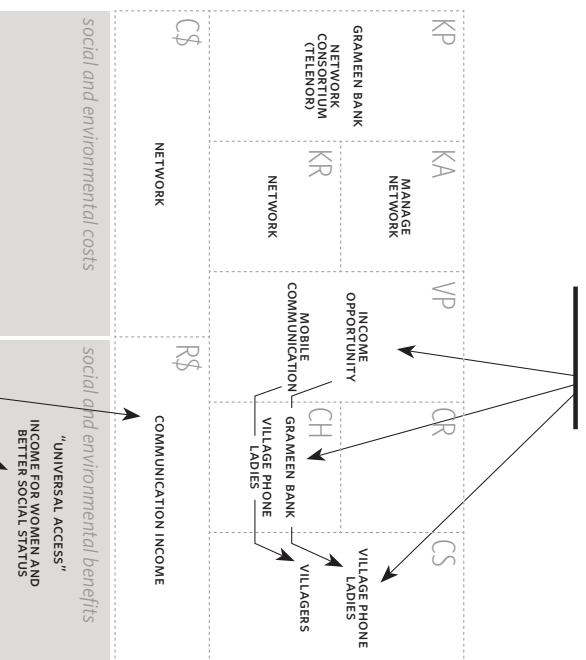 KP
GRAMEEN BANK
NETWORK
CONSORTIUM
(TELENOR)
KA
MANAGE
NETWORK
KR
NETWORK
VP
INCOME
OPPORTUNITY
MOBILE
COMMUNICATION
CR
CH
GRAMEEN BANK
VILLAGE PHONE
LADIES
CS
VILLAGE PHONE
LADIES
VILLAGERS
C$
NETWORK
R$
COMMUNICATION INCOME
social and environmental costs
social and environmental benefits
“UNIVERSAL ACCESS”
INCOME FOR WOMEN AND
BETTER SOCIAL STATUS